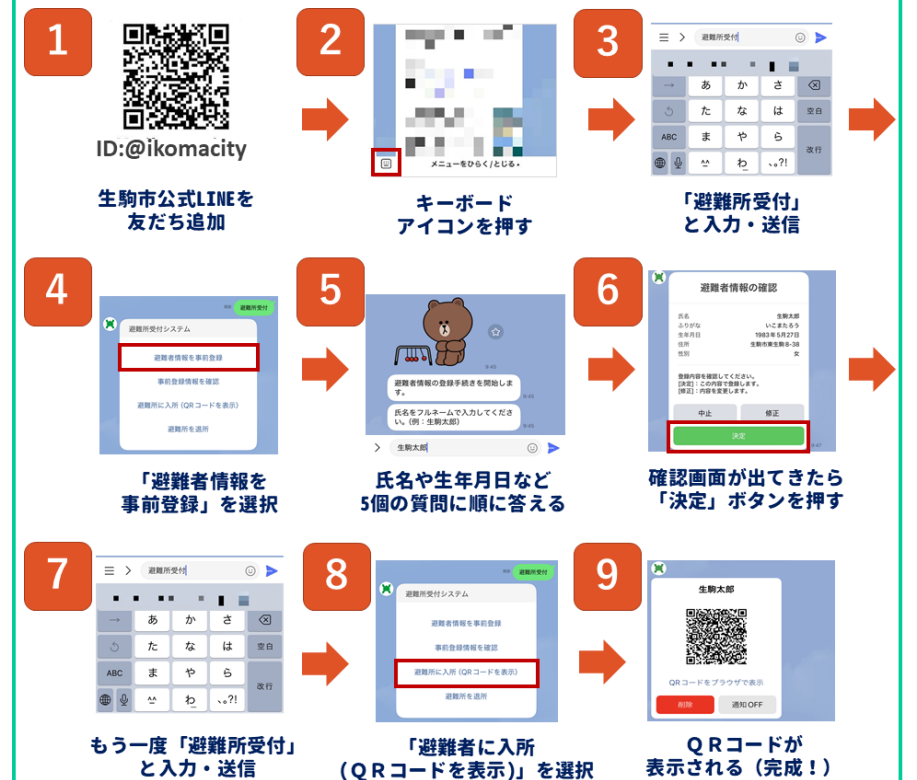 1
ID:@ikomacity
生駒市公式LINEを
友だち追加
2
メニューをひらく/とじる
キーボード
アイコンを押す
3
避難所受付
→ あ か さ
た な は 空白
ABC ま や ら
改行
^^ わ_ 、。?!
「避難所受付」
と入力・送信
4
避難所受付
避難所受付システム
避難者情報を事前登録
事前登録情報を確認
避難所に入所 (QRコードを表示)
避難所を退所
「避難者情報を
事前登録」を選択
5
避難者情報の登録手続きを開始しま
す。
氏名をフルネームで入力してくださ
い。(例：生駒太郎)
生駒太郎
氏名や生年月日など
5個の質問に順に答える
6
避難者情報の確認
氏名 生駒太郎
ふりがな いこまたろう
生年月日 1983年5月27日
住所 生駒市東生駒8-38
性別 女
登録内容を確認してください。
[決定]：この内容で登録します。
[修正]：内容を変更します。
中止 修正
決定
確認画面が出てきたら
「決定」ボタンを押す
7
避難所受付
→ あ か さ
た な は 空白
ABC ま や ら
改行
^^ わ_ 、。?!
もう一度「避難所受付」
と入力・送信
8
避難所受付
避難所受付システム
避難者情報を事前登録
事前登録情報を確認
避難所に入所 (QRコードを表示)
避難所を退所
「避難者に入所
(QRコードを表示)」を選択
9
生駒太郎
QRコードをブラウザで表示
削除 通知OFF
QRコードが
表示される（完成！）